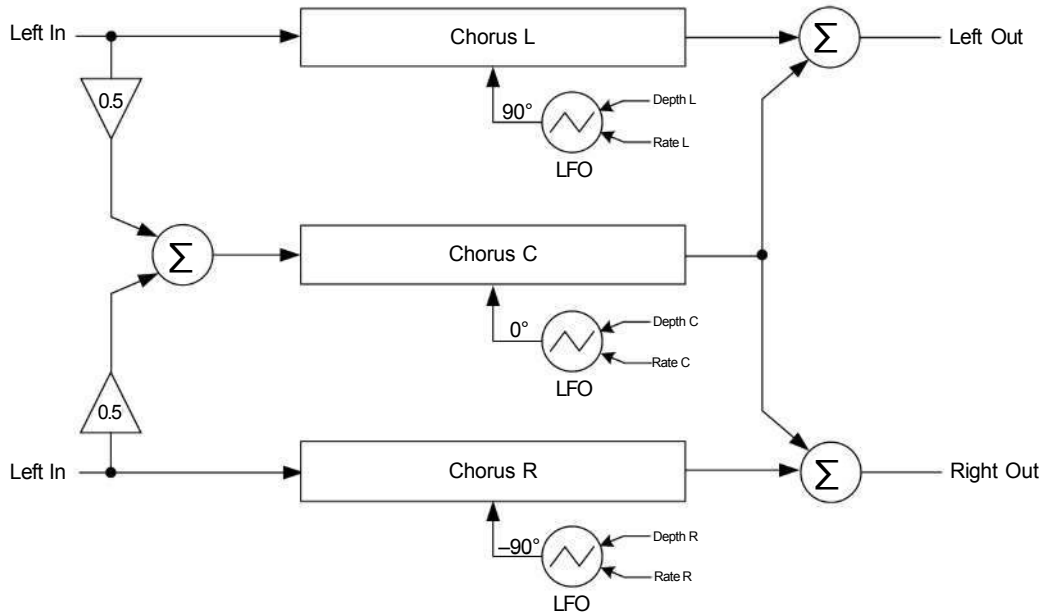 Left In
Chorus L
Σ
Left Out
0.5
90°
Depth L
Rate L
LFO
Σ
Chorus C
0°
Depth C
Rate C
LFO
0.5
Left In
Chorus R
Σ
Right Out
–90°
Depth R
Rate R
LFO